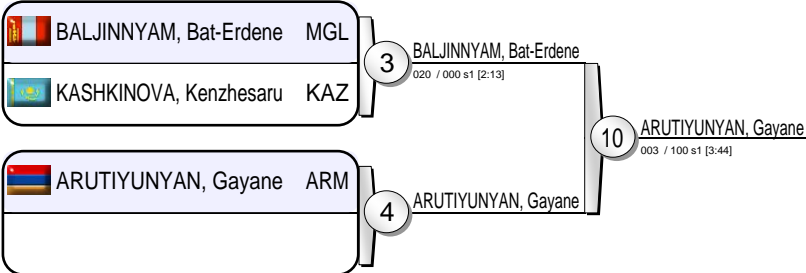 BALJINNYAM, Bat-Erdene MGL
KASHKINOVA, Kenzhesaru KAZ
3
BALJINNYAM, Bat-Erdene
020 / 000 s1 [2:13]
10
ARUTIYUNYAN, Gayane
003 / 100 s1 [3:44]
ARUTIYUNYAN, Gayane ARM
4
ARUTIYUNYAN, Gayane